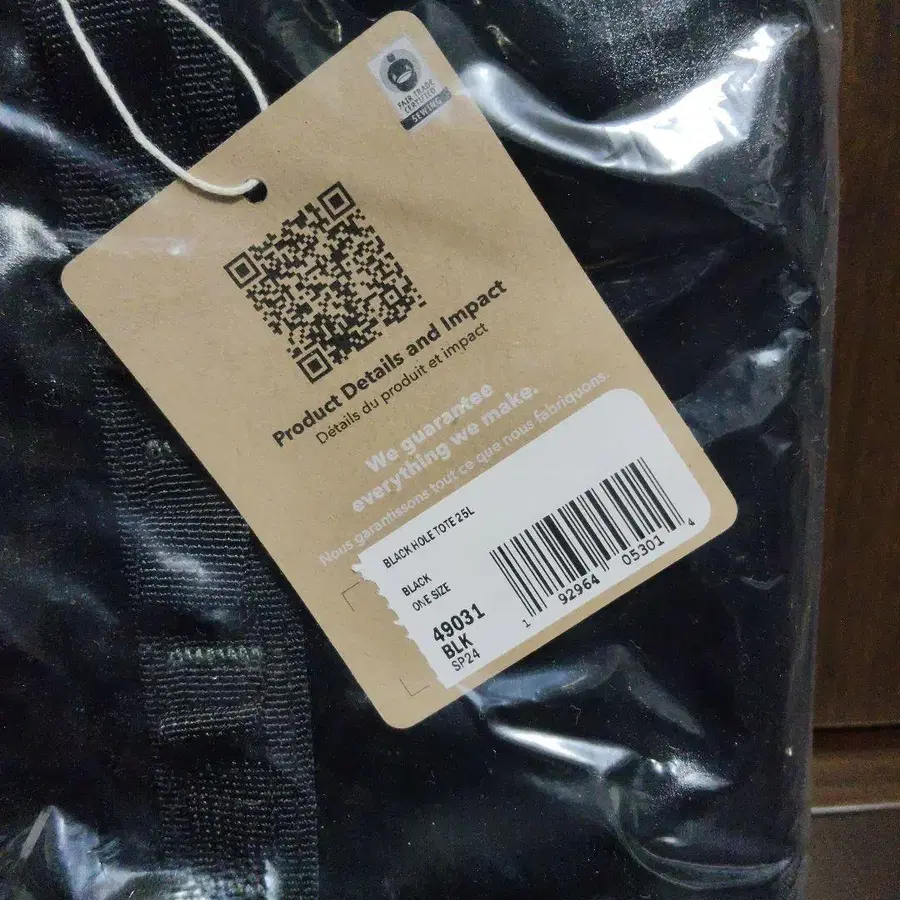 FAIR TRADE
CERTIFIED
SEWING
Product Details and Impact
Détails du produit et impact
We guarantee
everything we make.
Nous garantissons tout ce que nous fabriquons.
BLACK HOLE TOTE 25L
BLACK
ONE SIZE
49031
BLK
SP24
1 92964 05301 4